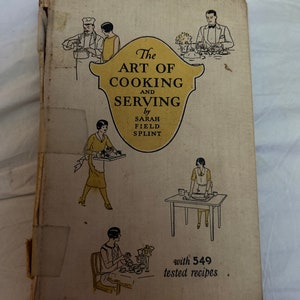 The
ART OF
COOKING
AND
SERVING
by
SARAH
FIELD
SPLINT
with 549
tested recipes